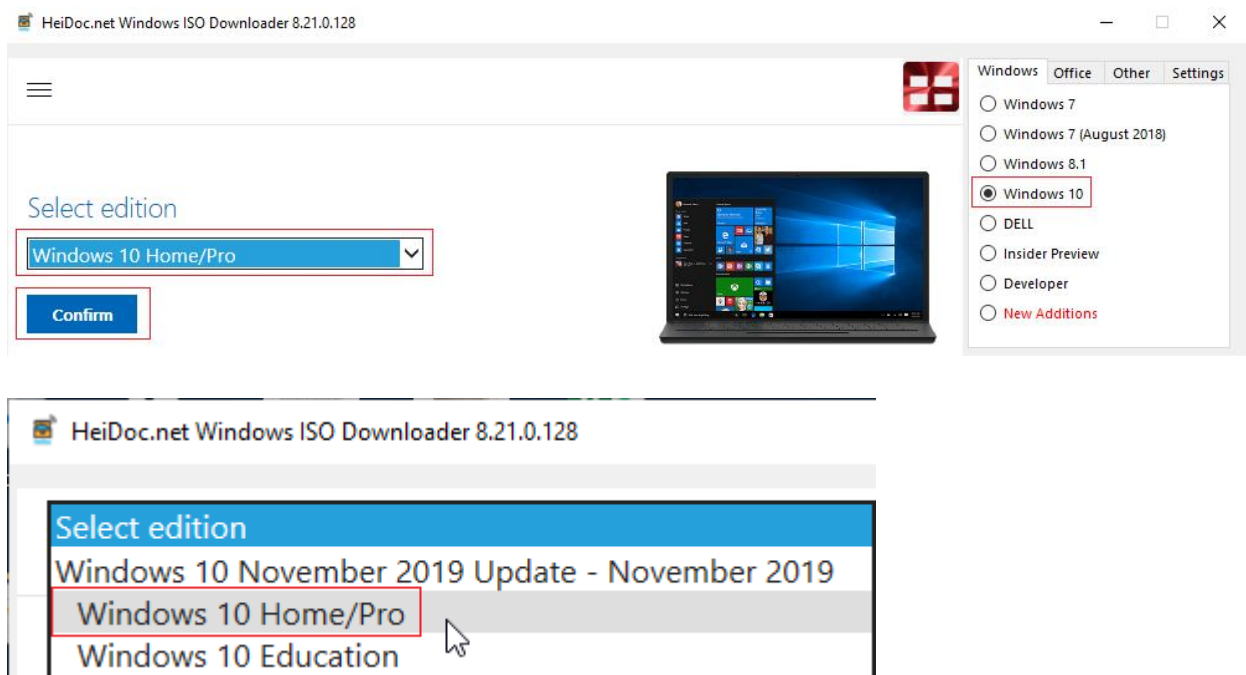 HeiDoc.net Windows ISO Downloader 8.21.0.128
Windows Office Other Settings
Windows 7
Windows 7 (August 2018)
Windows 8.1
Windows 10
DELL
Insider Preview
Developer
New Additions
Select edition
Windows 10 Home/Pro
Confirm
HeiDoc.net Windows ISO Downloader 8.21.0.128
Select edition
Windows 10 November 2019 Update - November 2019
Windows 10 Home/Pro
Windows 10 Education